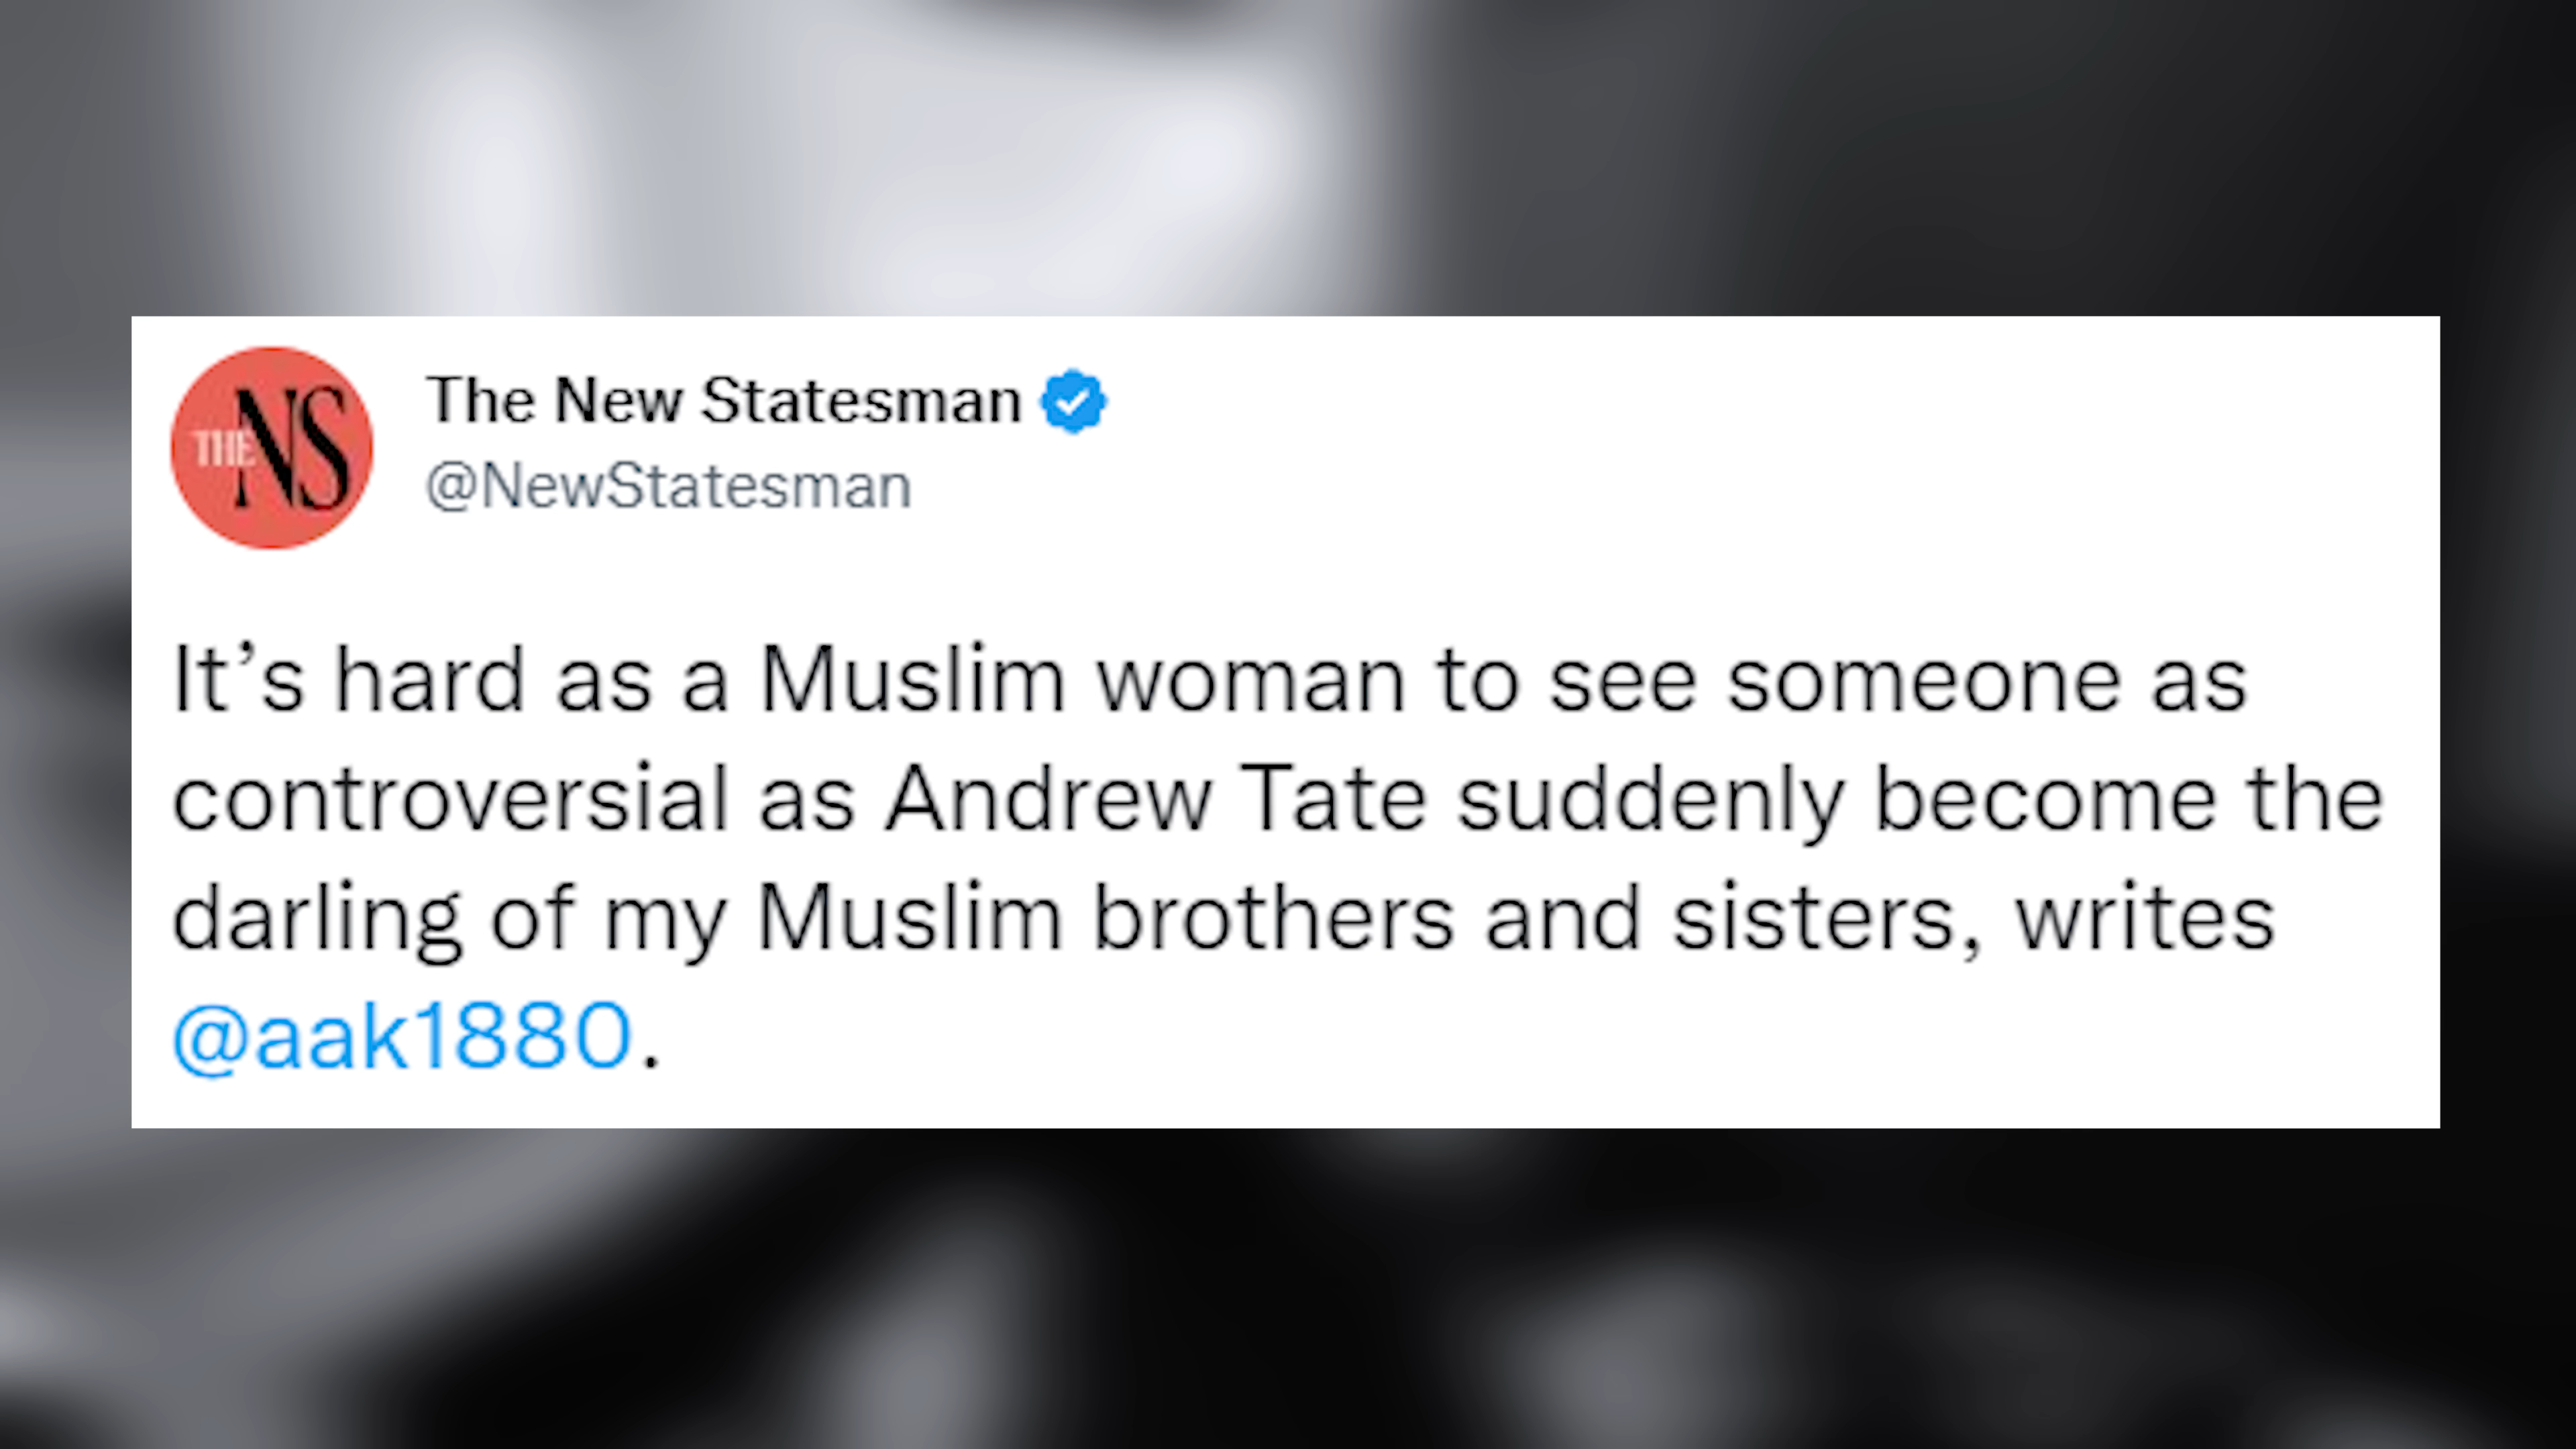 THE NS
The New Statesman
@NewStatesman
It’s hard as a Muslim woman to see someone as
controversial as Andrew Tate suddenly become the
darling of my Muslim brothers and sisters, writes
@aak1880.